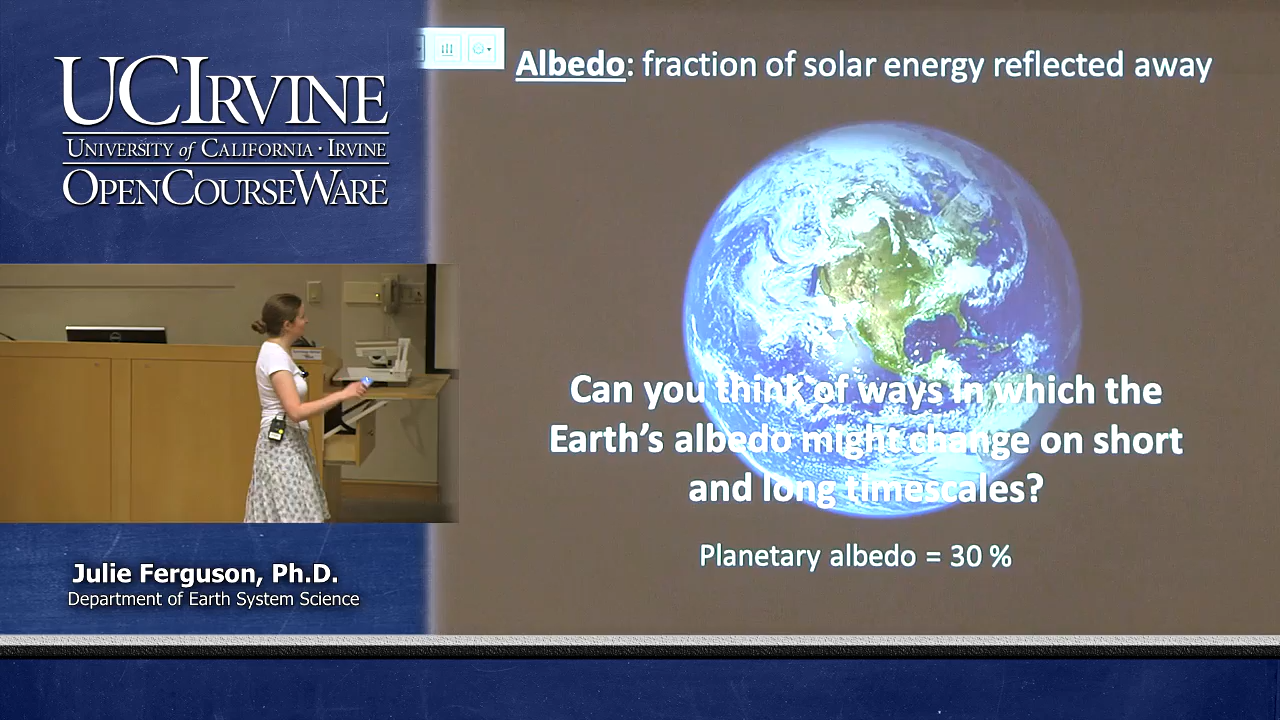 UCIRVINE
UNIVERSITY of CALIFORNIA · IRVINE
OPENCOURSEWARE
Albedo: fraction of solar energy reflected away
Can you think of ways in which the
Earth's albedo might change on short
and long timescales?
Planetary albedo = 30 %
Julie Ferguson, Ph.D.
Department of Earth System Science